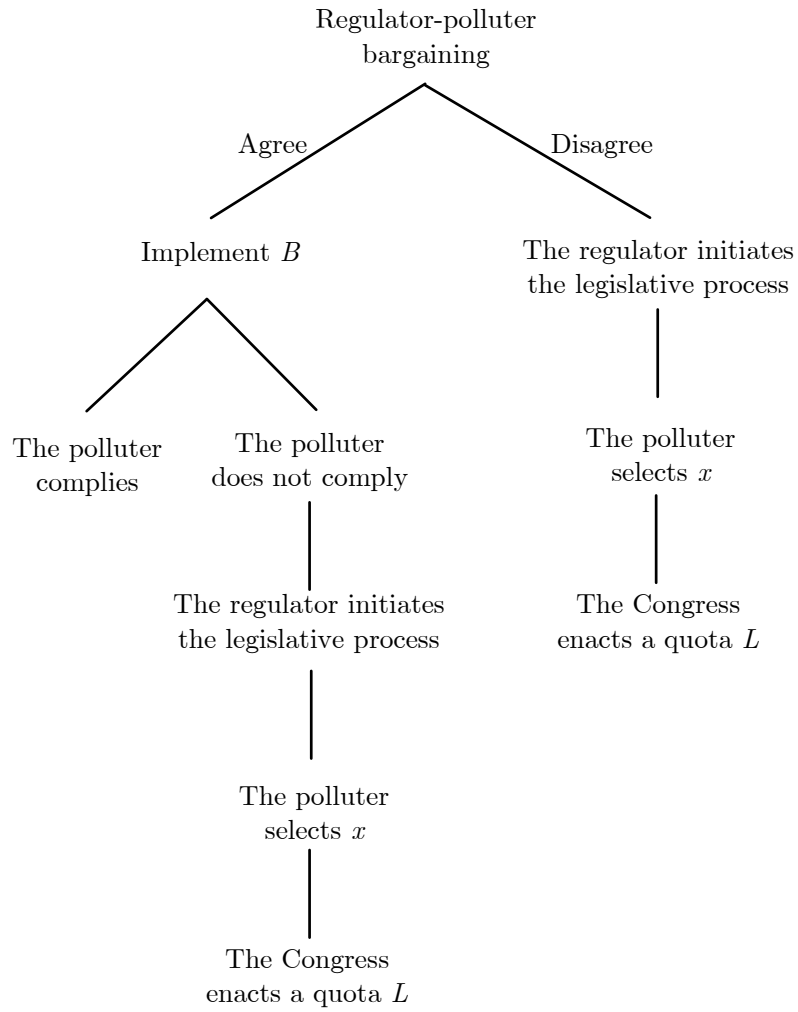 Regulator-polluter
bargaining
Agree
Disagree
Implement B
The regulator initiates
the legislative process
The polluter
complies
The polluter
does not comply
The polluter
selects x
The regulator initiates
the legislative process
The Congress
enacts a quota L
The polluter
selects x
The Congress
enacts a quota L